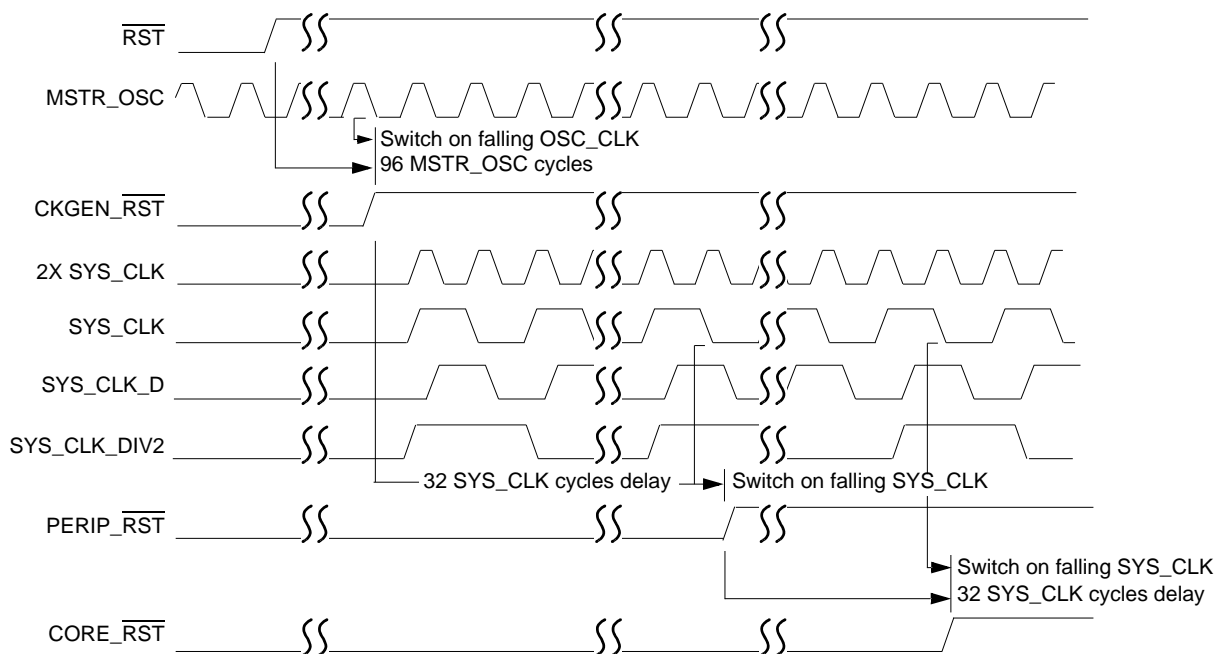 RST
MSTR_OSC
Switch on falling OSC_CLK
96 MSTR_OSC cycles
CKGEN_RST
2X SYS_CLK
SYS_CLK
SYS_CLK_D
SYS_CLK_DIV2
32 SYS_CLK cycles delay
Switch on falling SYS_CLK
PERIP_RST
Switch on falling SYS_CLK
32 SYS_CLK cycles delay
CORE_RST